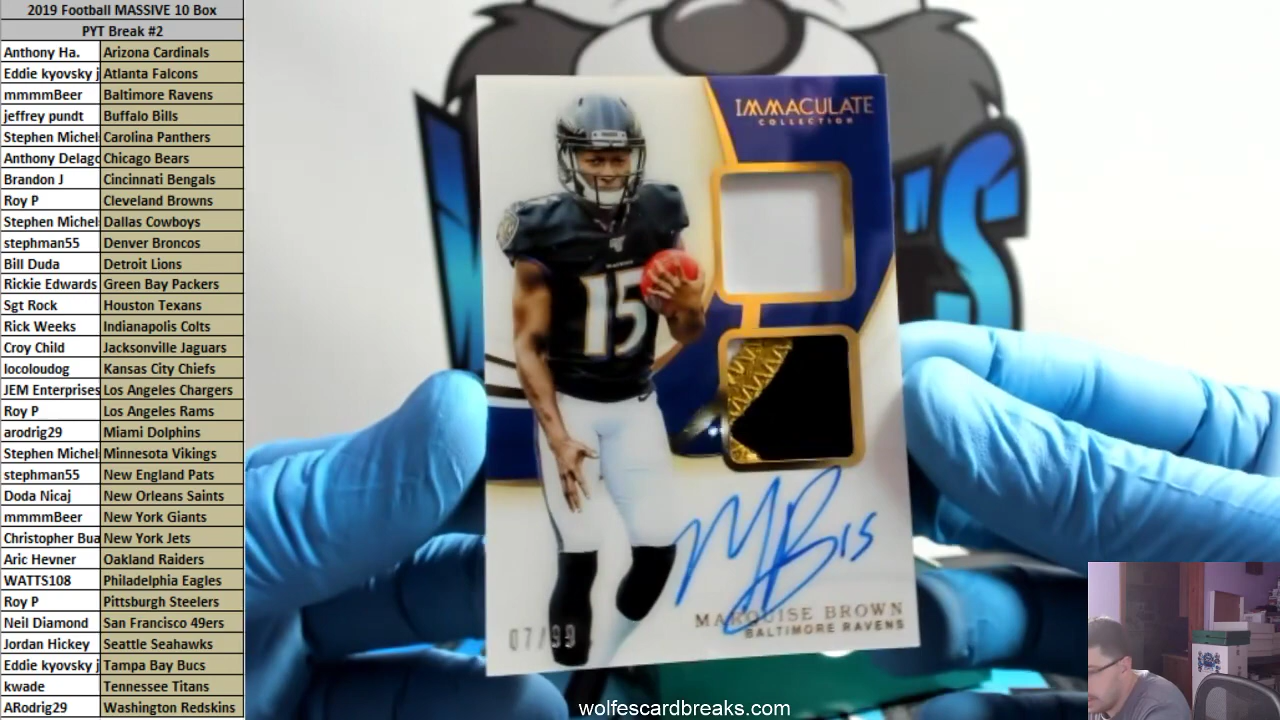 2019 Football MASSIVE 10 Box
PYT Break #2
Anthony Ha. Arizona Cardinals
Eddie kyovsky j Atlanta Falcons
mmmmBeer Baltimore Ravens
jeffrey pundt Buffalo Bills
Stephen Michel Carolina Panthers
Anthony Delago Chicago Bears
Brandon J Cincinnati Bengals
Roy P Cleveland Browns
Stephen Michel Dallas Cowboys
stephman55 Denver Broncos
Bill Duda Detroit Lions
Rickie Edwards Green Bay Packers
Sgt Rock Houston Texans
Rick Weeks Indianapolis Colts
Croy Child Jacksonville Jaguars
locoloudog Kansas City Chiefs
JEM Enterprises Los Angeles Chargers
Roy P Los Angeles Rams
arodrig29 Miami Dolphins
Stephen Michel Minnesota Vikings
stephman55 New England Pats
Doda Nicaj New Orleans Saints
mmmmBeer New York Giants
Christopher Bua New York Jets
Aric Hevner Oakland Raiders
WATTS108 Philadelphia Eagles
Roy P Pittsburgh Steelers
Neil Diamond San Francisco 49ers
Jordan Hickey Seattle Seahawks
Eddie kyovsky j Tampa Bay Bucs
kwade Tennessee Titans
ARodrig29 Washington Redskins
IMMACULATE
COLLECTION
15
MB 15
MARQUISE BROWN
BALTIMORE RAVENS
07/99
'S
wolfescardbreaks.com